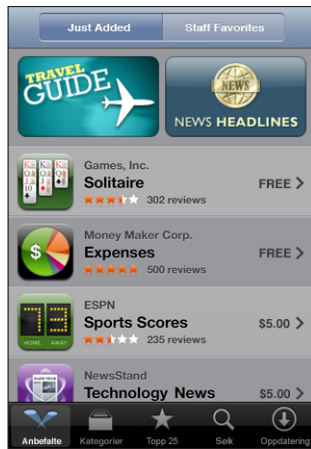 Just Added Staff Favorites
TRAVEL
GUIDE
NEWS
NEWS HEADLINES
Games, Inc.
Solitaire
302 reviews
FREE
Money Maker Corp.
Expenses
500 reviews
FREE
ESPN
Sports Scores
235 reviews
$5.00
HOME AWAY
NewsStand
Technology News
$5.00
Anbefalte Kategorier Topp 25 Søk Oppdatering